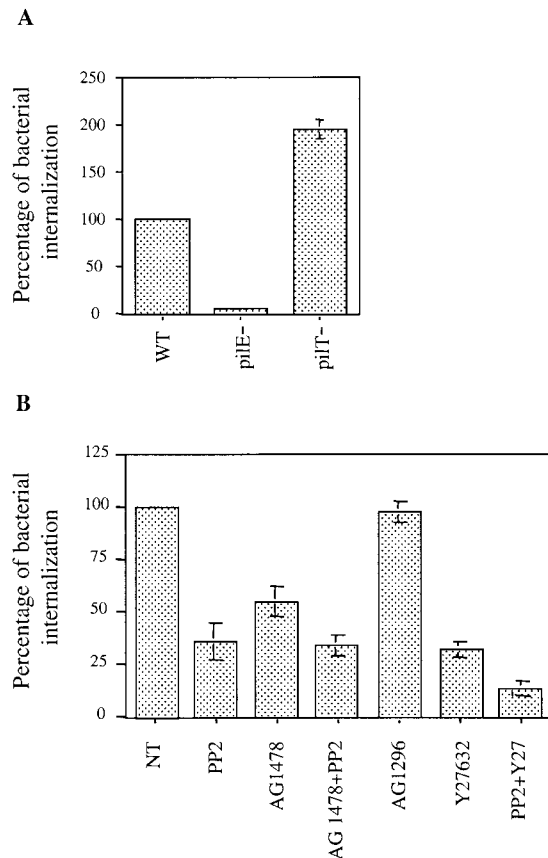 A
Percentage of bacterial
internalization
250
200
150
100
50
0
WT
pilE-
pilT-
B
Percentage of bacterial
internalization
125
100
75
50
25
0
NT
PP2
AG1478
AG 1478+PP2
AG1296
Y27632
PP2+Y27